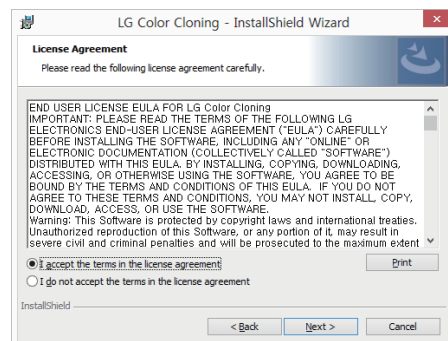 LG Color Cloning - InstallShield Wizard
License Agreement
Please read the following license agreement carefully.
END USER LICENSE EULA FOR LG Color Cloning
IMPORTANT: PLEASE READ THE TERMS OF THE FOLLOWING LG
ELECTRONICS END-USER LICENSE AGREEMENT ("EULA") CAREFULLY
BEFORE INSTALLING THE SOFTWARE, INCLUDING ANY "ONLINE" OR
ELECTRONIC DOCUMENTATION (COLLECTIVELY CALLED "SOFTWARE")
DISTRIBUTED WITH THIS EULA. BY INSTALLING, COPYING, DOWNLOADING,
ACCESSING, OR OTHERWISE USING THE SOFTWARE, YOU AGREE TO BE
BOUND BY THE TERMS AND CONDITIONS OF THIS EULA. IF YOU DO NOT
AGREE TO THESE TERMS AND CONDITIONS, YOU MAY NOT INSTALL, COPY,
DOWNLOAD, ACCESS, OR USE THE SOFTWARE.
Warning: This Software is protected by copyright laws and international treaties.
Unauthorized reproduction of this Software, or any portion of it, may result in
severe civil and criminal penalties and will be prosecuted to the maximum extent
I accept the terms in the license agreement
Print
I do not accept the terms in the license agreement
InstallShield
< Back Next > Cancel